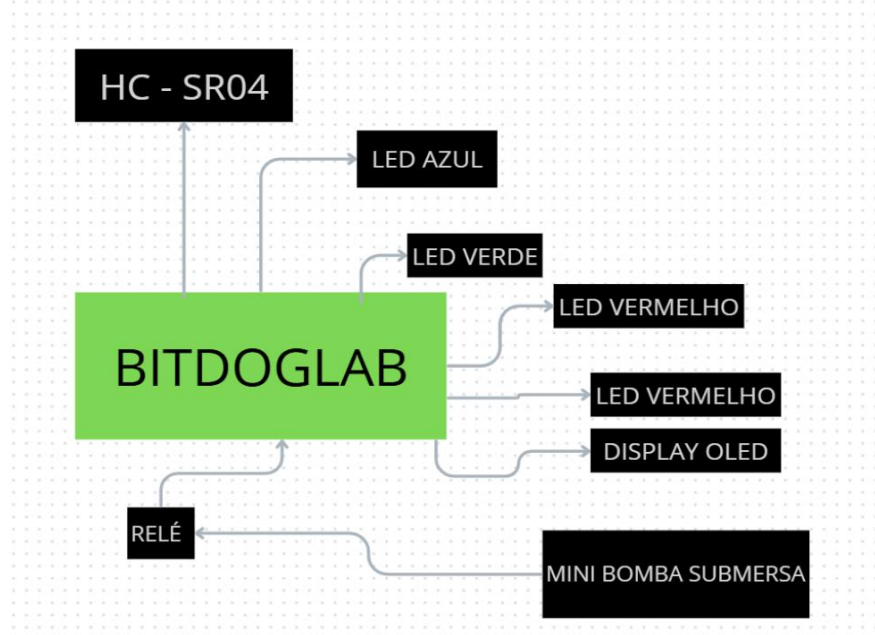 HC - SR04
LED AZUL
LED VERDE
LED VERMELHO
BITDOGLAB
LED VERMELHO
DISPLAY OLED
RELÉ
MINI BOMBA SUBMERSA